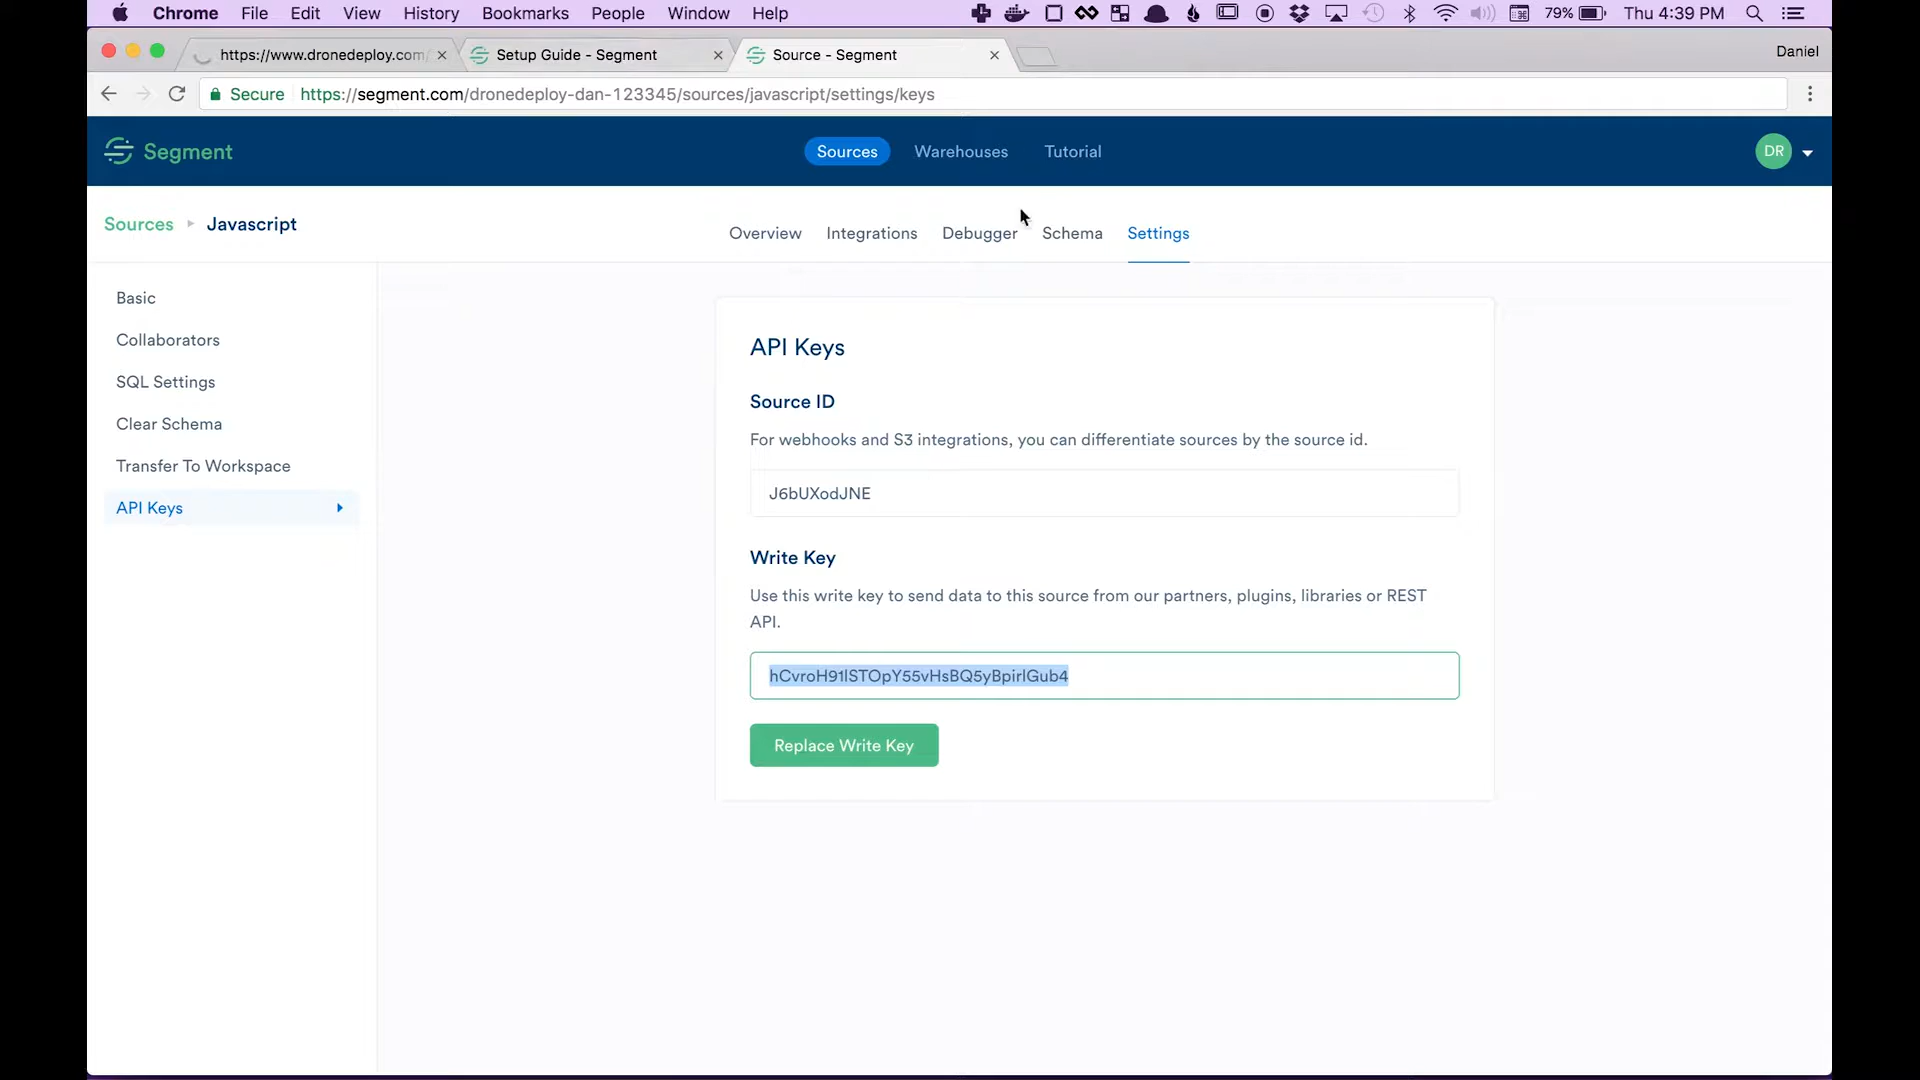 Chrome File Edit View History Bookmarks People Window Help 79% Thu 4:39 PM
https://www.dronedeploy.com/ Setup Guide - Segment Source - Segment Daniel
Secure https://segment.com/dronedeploy-dan-123345/sources/javascript/settings/keys
Segment Sources Warehouses Tutorial DR
Sources Javascript
Overview Integrations Debugger Schema Settings
Basic
Collaborators
SQL Settings
Clear Schema
Transfer To Workspace
API Keys
API Keys
Source ID
For webhooks and S3 integrations, you can differentiate sources by the source id.
J6bUXodJNE
Write Key
Use this write key to send data to this source from our partners, plugins, libraries or REST
API.
hCvroH91lSTOpY55vHsBQ5yBpirlGub4
Replace Write Key